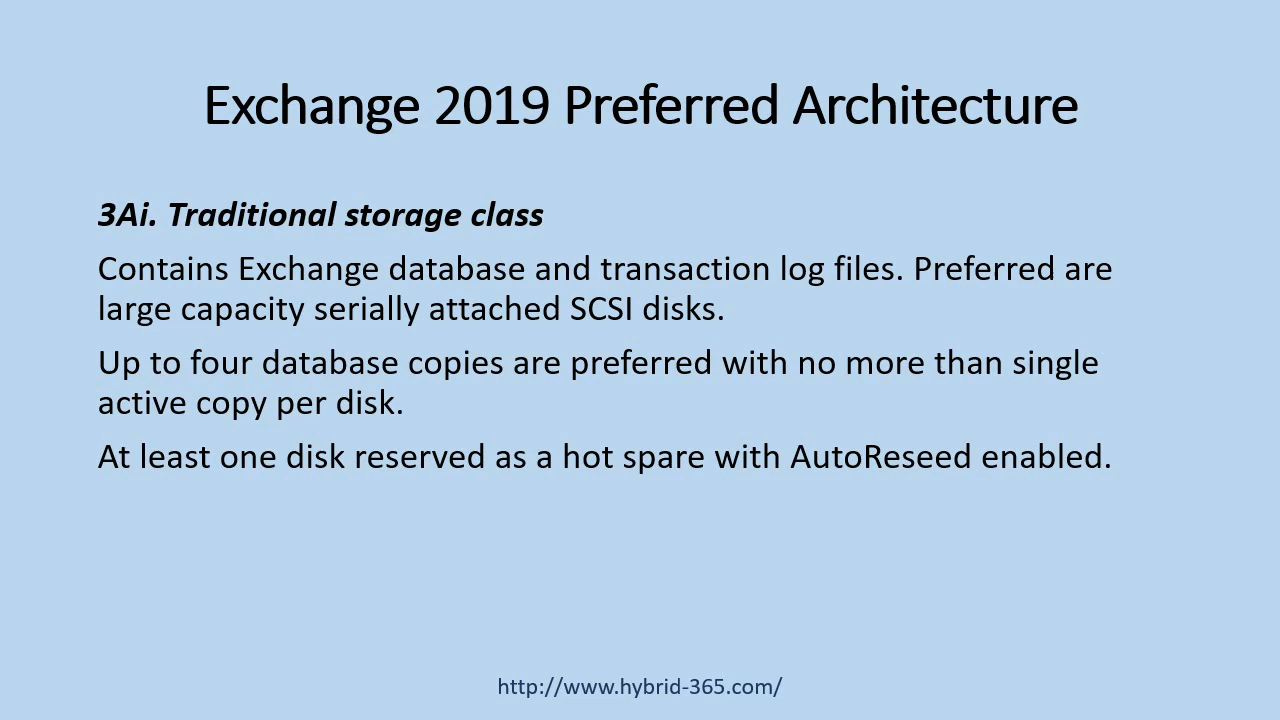 Exchange 2019 Preferred Architecture
3Ai. Traditional storage class
Contains Exchange database and transaction log files. Preferred are
large capacity serially attached SCSI disks.
Up to four database copies are preferred with no more than single
active copy per disk.
At least one disk reserved as a hot spare with AutoReseed enabled.
http://www.hybrid-365.com/